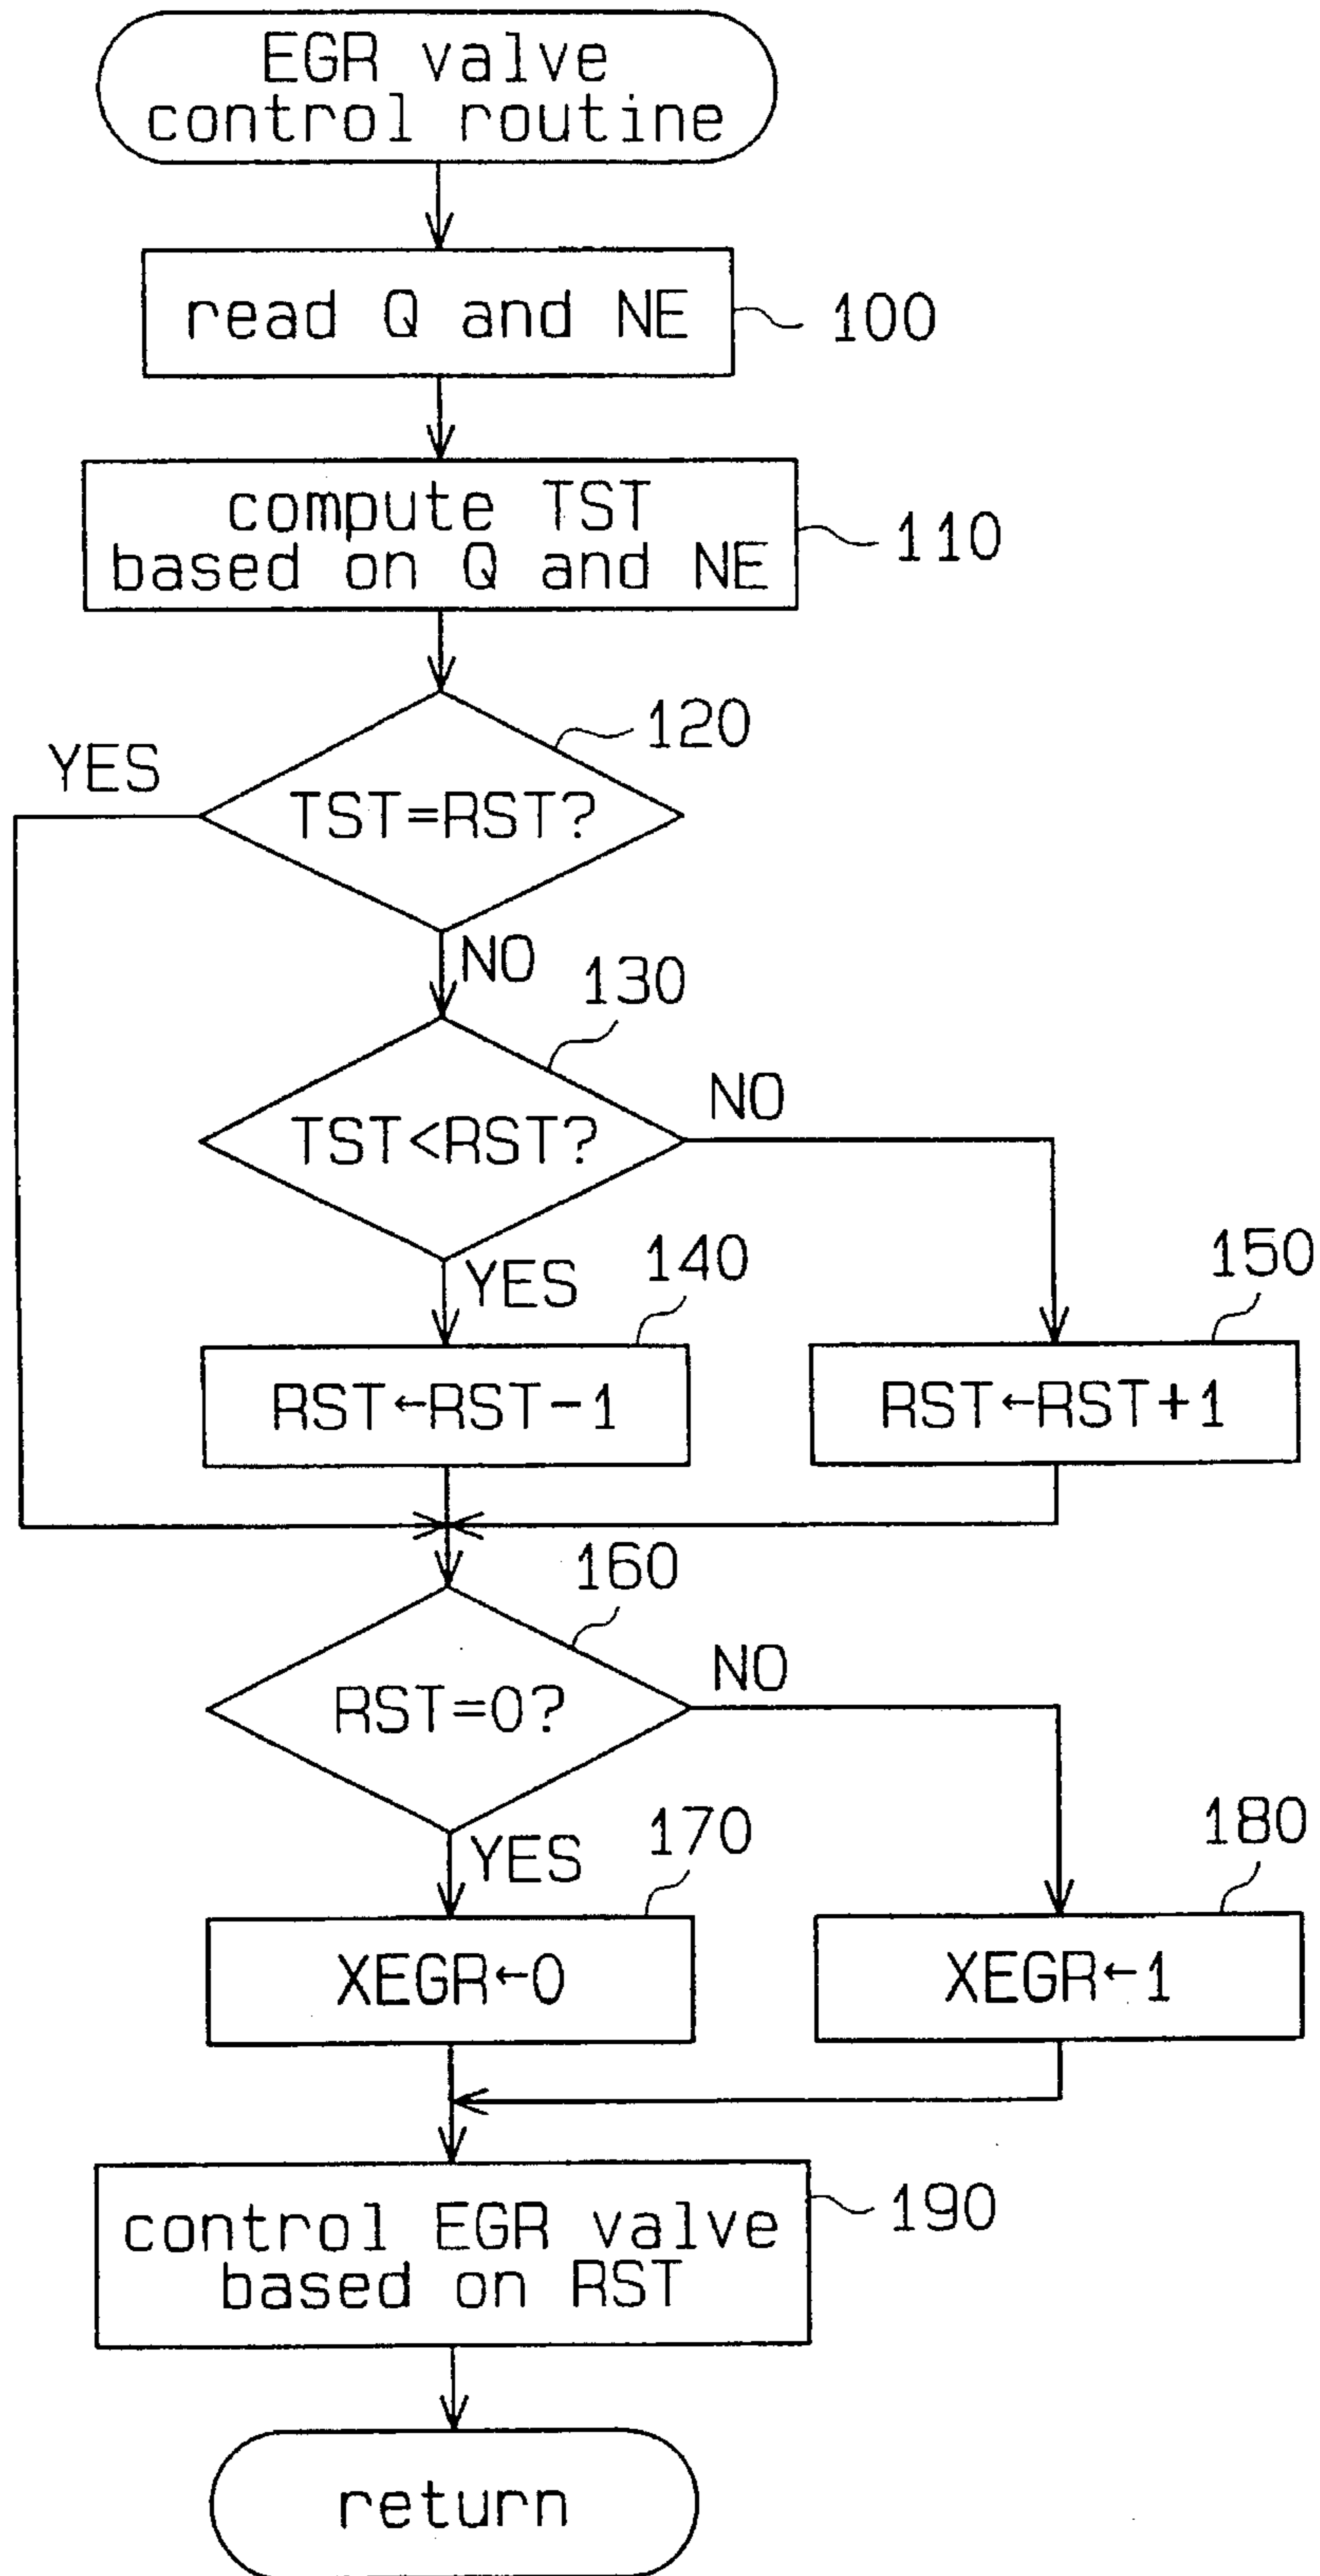 EGR valve
control routine
read Q and NE
100
compute TST
based on Q and NE
110
120
YES
TST=RST?
NO
130
TST<RST?
NO
YES
140
150
RST←RST-1
RST←RST+1
160
RST=0?
NO
YES
170
180
XEGR←0
XEGR←1
control EGR valve
based on RST
190
return